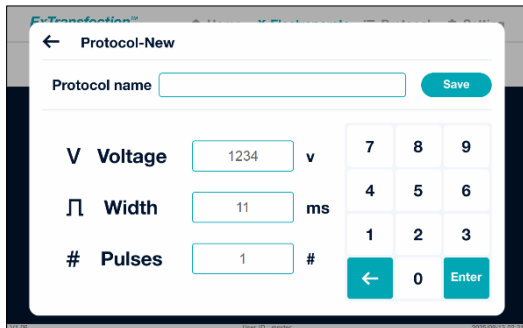 ExTransfection™
Protocol-New
Protocol name Save
V Voltage 1234 v
Width 11 ms
# Pulses 1 #
7 8 9
4 5 6
1 2 3
← 0 Enter